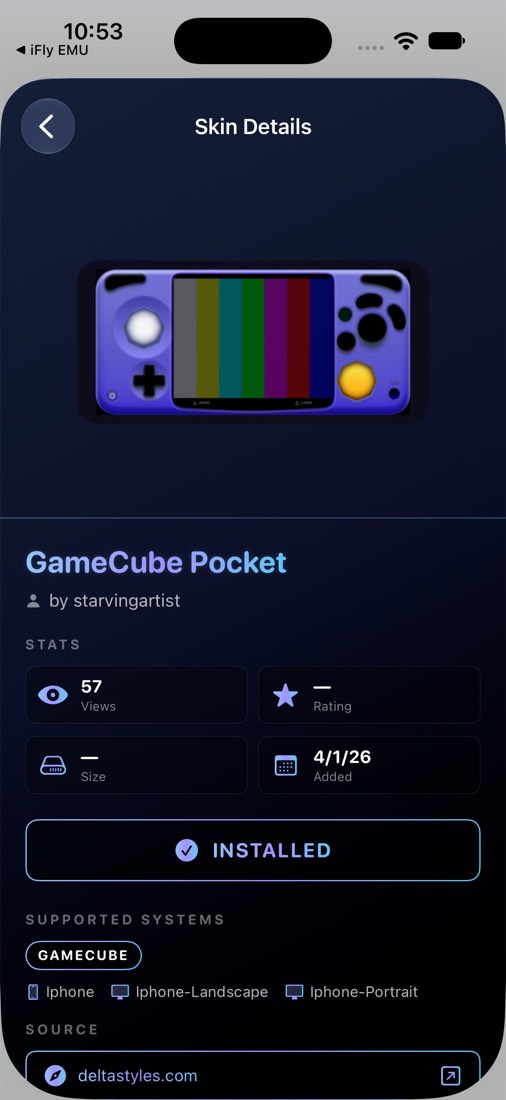 10:53
◀ iFly EMU
Skin Details
GameCube Pocket
by starvingartist
STATS
57
Views
—
Rating
—
Size
4/1/26
Added
INSTALLED
SUPPORTED SYSTEMS
GAMECUBE
Iphone
Iphone-Landscape
Iphone-Portrait
SOURCE
deltastyles.com